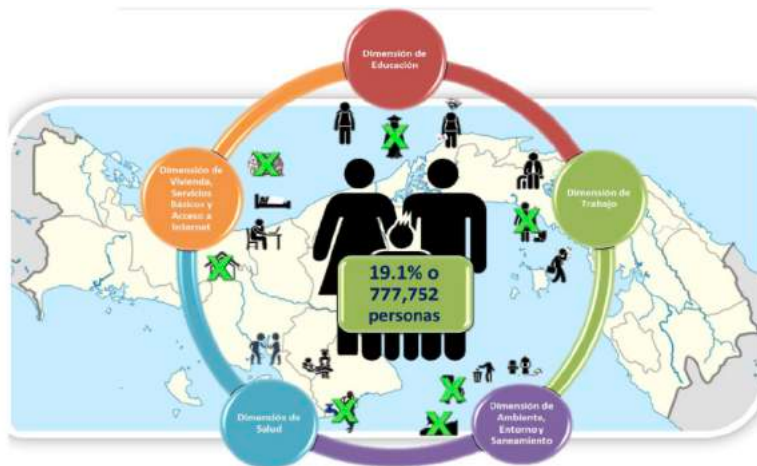 Dimensión de
Educación
Dimensión de
Vivienda,
Servicios
Básicos y
Acceso a
Internet
Dimensión
de Trabajo
19.1% o
777,752
personas
Dimensión de
Salud
Dimensión de
Ambiente,
Entorno y
Saneamiento